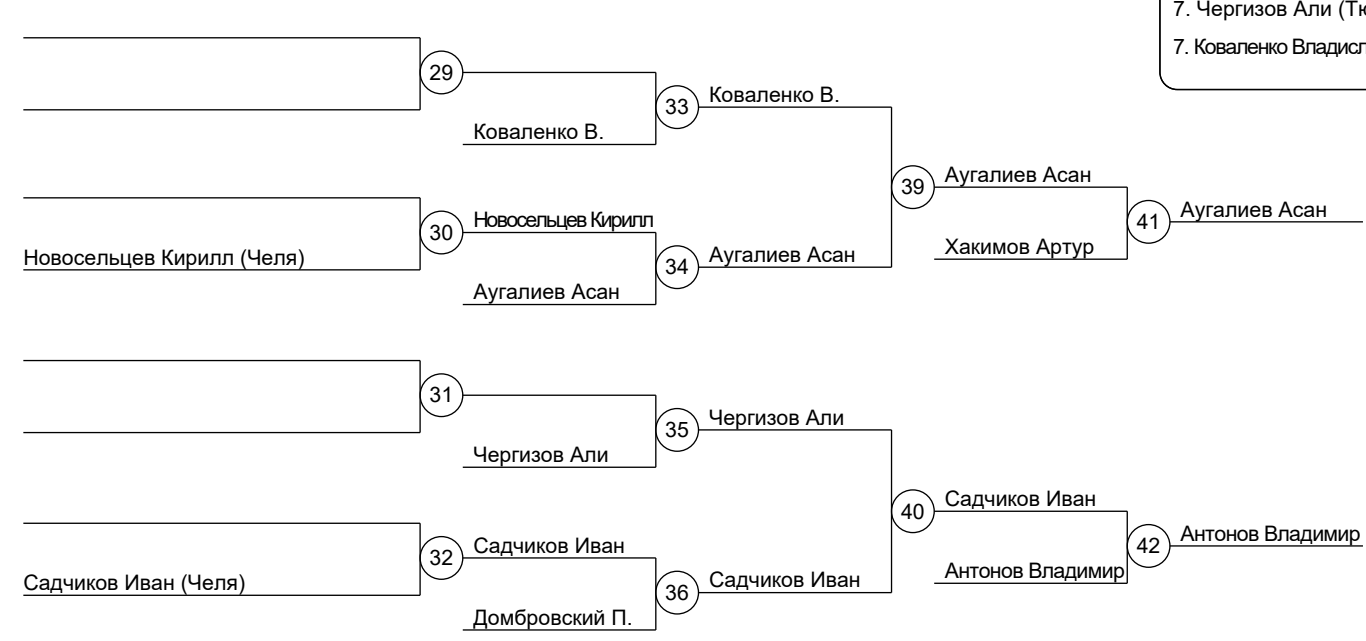 7. Чергизов Али
7. Коваленко
29
Коваленко В.
33
Коваленко В.
Новосельцев Кирилл (Челя)
30
Новосельцев Кирилл
Аугалиев Асан
34
Аугалиев Асан
39
Аугалиев Асан
Хакимов Артур
41
Аугалиев Асан
31
Чергизов Али
35
Чергизов Али
Садчиков Иван (Челя)
32
Садчиков Иван
Домбровский П.
36
Садчиков Иван
40
Садчиков Иван
Антонов Владимир
42
Антонов Владимир